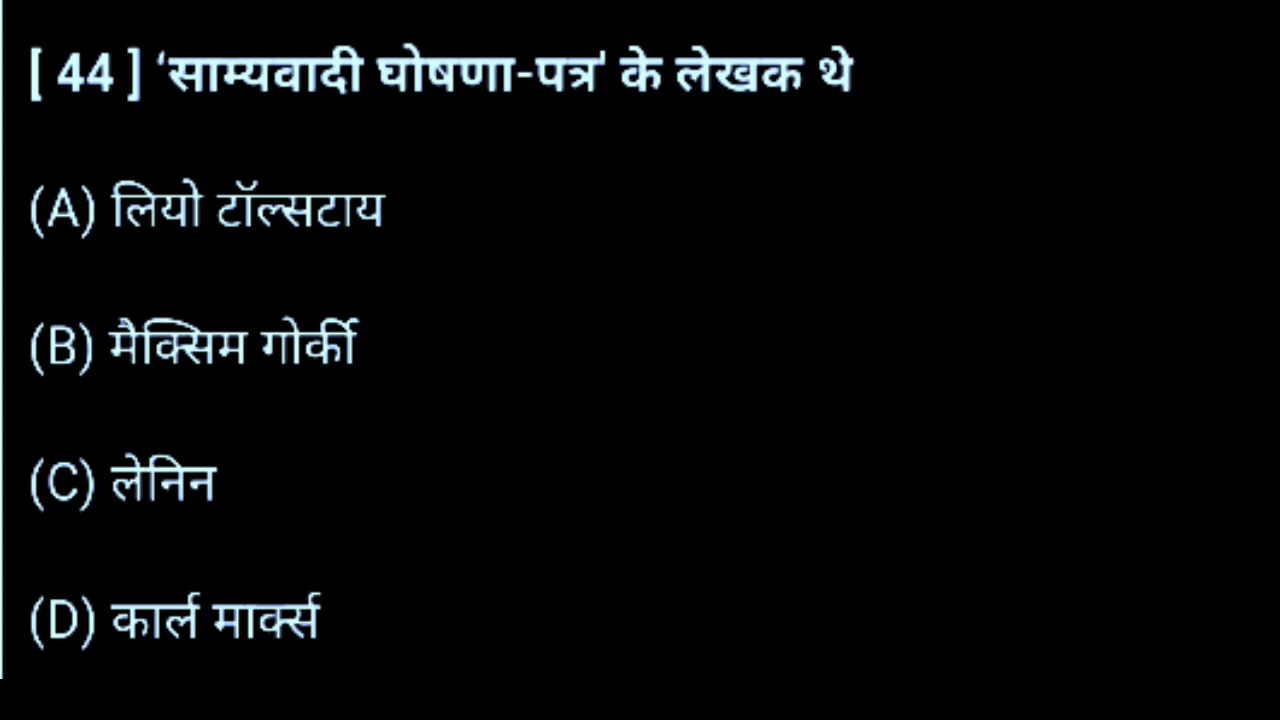 [ 44 ] ‘साम्यवादी घोषणा-पत्र' के लेखक थे
(A) लियो टॉल्सटाय
(B) मैक्सिम गोर्की
(C) लेनिन
(D) कार्ल मार्क्स